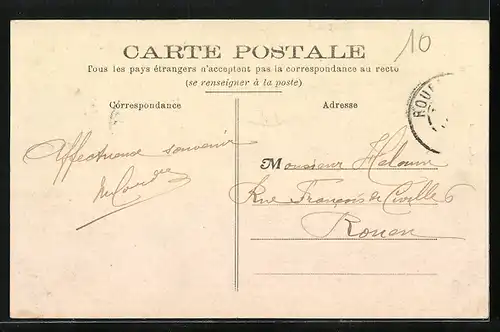 10
CARTE POSTALE
Tous les pays étrangers n'acceptent pas la correspondance au recto
(se renseigner à la poste)
Correspondance
Adresse
ROUE
Affectueux souvenir
Monsieur
Rue François de Civille 6
Rouen